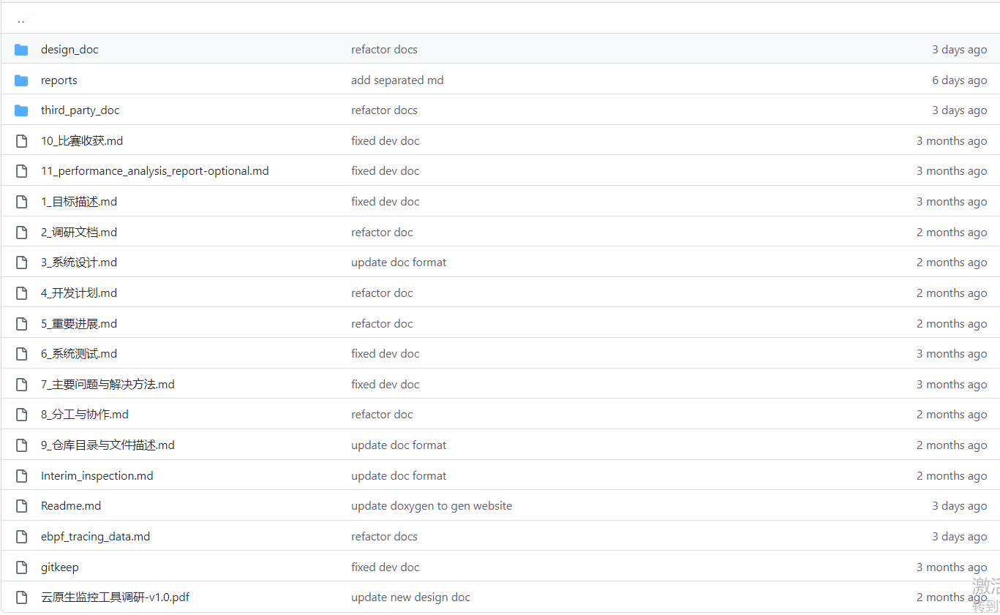 ..
design_doc refactor docs 3 days ago
reports add separated md 6 days ago
third_party_doc refactor docs 3 days ago
10_比赛收获.md fixed dev doc 3 months ago
11_performance_analysis_report-optional.md fixed dev doc 3 months ago
1_目标描述.md fixed dev doc 3 months ago
2_调研文档.md refactor doc 2 months ago
3_系统设计.md update doc format 2 months ago
4_开发计划.md refactor doc 2 months ago
5_重要进展.md refactor doc 2 months ago
6_系统测试.md fixed dev doc 3 months ago
7_主要问题与解决方法.md fixed dev doc 3 months ago
8_分工与协作.md refactor doc 2 months ago
9_仓库目录与文件描述.md update doc format 2 months ago
Interim_inspection.md update doc format 2 months ago
Readme.md update doxygen to gen website 3 days ago
ebpf_tracing_data.md refactor docs 3 days ago
gitkeep fixed dev doc 3 months ago
云原生监控工具调研-v1.0.pdf update new design doc 2 months ago
激活
转到